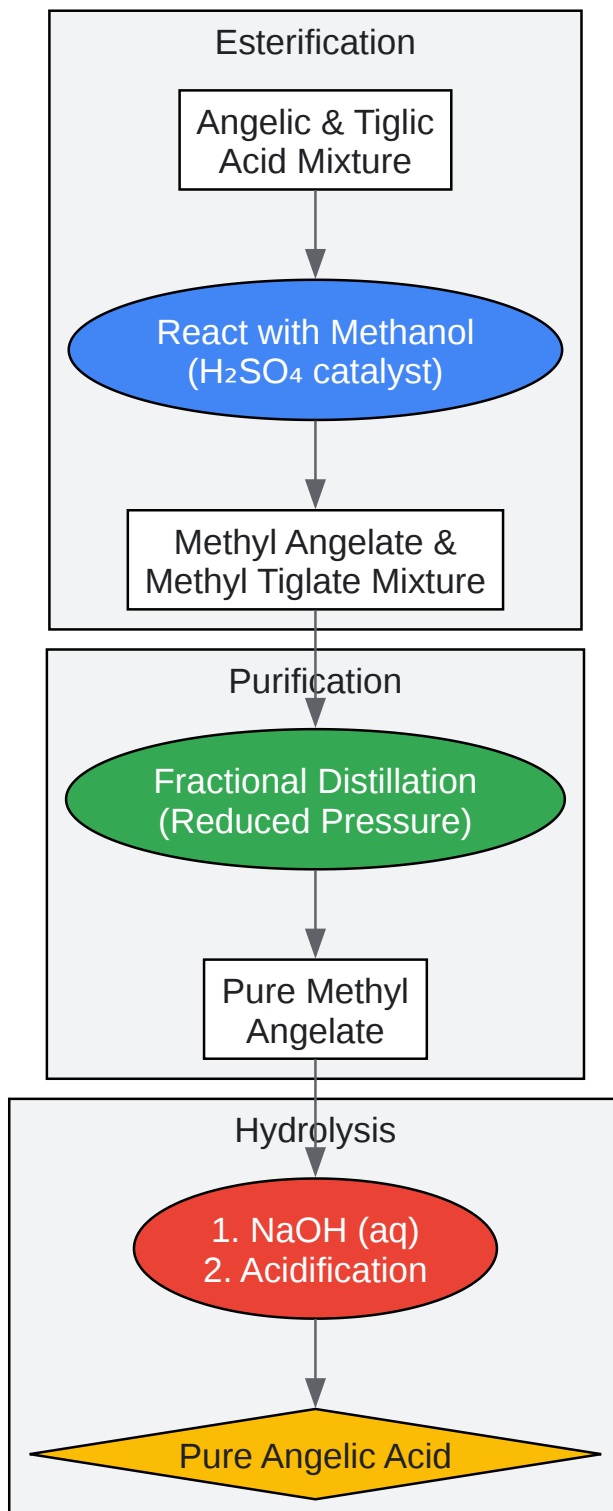 Esterification
Angelic & Tiglic
Acid Mixture
React with Methanol
(H₂SO₄ catalyst)
Methyl Angelate &
Methyl Tiglate Mixture
Purification
Fractional Distillation
(Reduced Pressure)
Pure Methyl
Angelate
Hydrolysis
1. NaOH (aq)
2. Acidification
Pure Angelic Acid